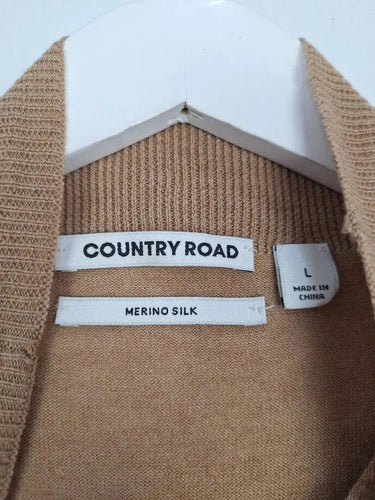 COUNTRY ROAD
L
MADE IN
CHINA
MERINO SILK